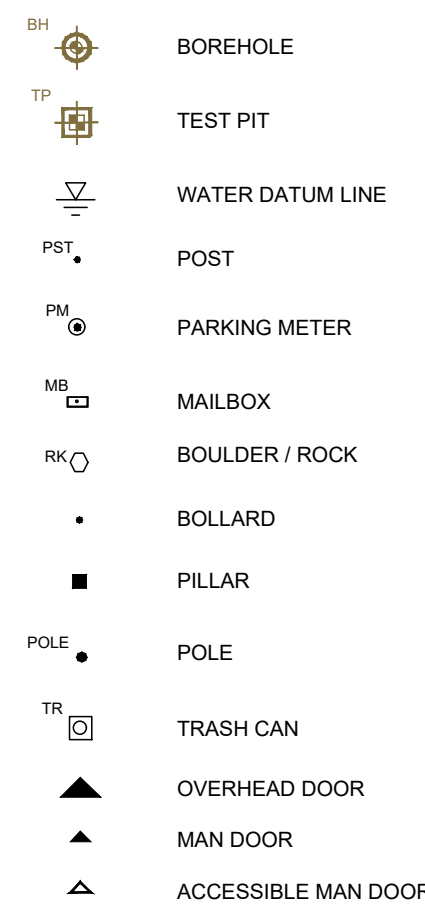 BH
BOREHOLE
TP
TEST PIT
WATER DATUM LINE
PST
POST
PM
PARKING METER
MB
MAILBOX
RK
BOULDER / ROCK
BOLLARD
PILLAR
POLE
POLE
TR
TRASH CAN
OVERHEAD DOOR
MAN DOOR
ACCESSIBLE MAN DOOR